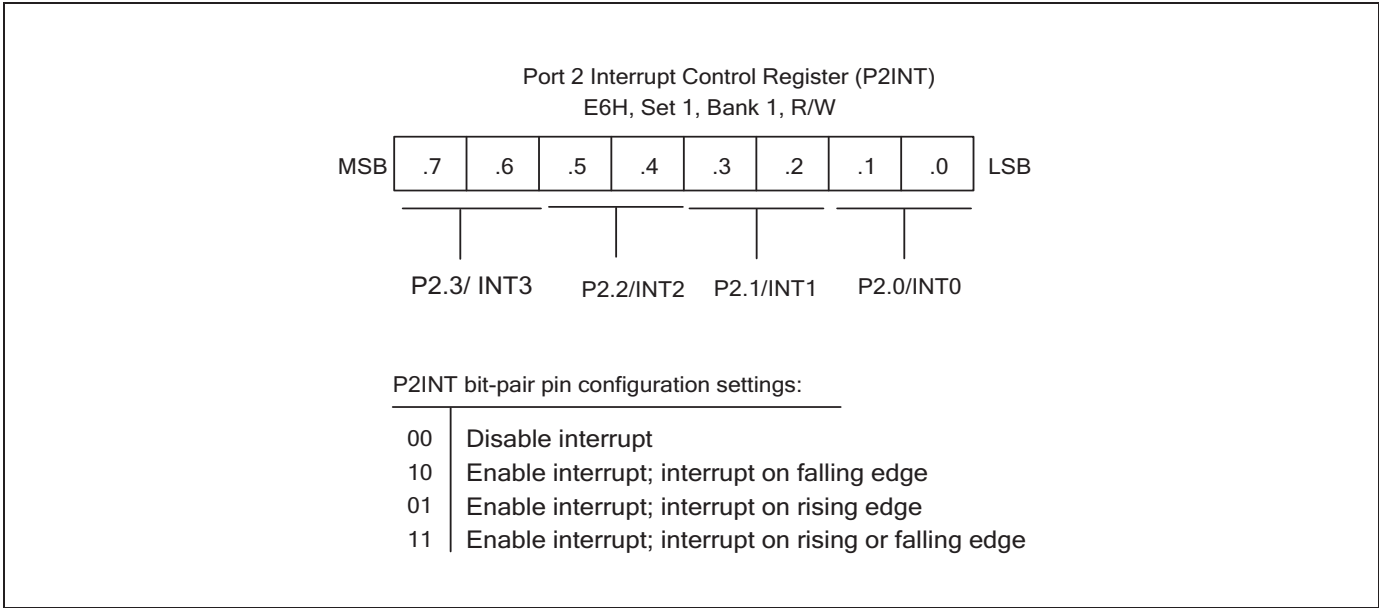 Port 2 Interrupt Control Register (P2INT)
E6H, Set 1, Bank 1, R/W
MSB .7 .6 .5 .4 .3 .2 .1 .0 LSB
P2.3/ INT3 P2.2/INT2 P2.1/INT1 P2.0/INT0
P2INT bit-pair pin configuration settings:
00 Disable interrupt
10 Enable interrupt; interrupt on falling edge
01 Enable interrupt; interrupt on rising edge
11 Enable interrupt; interrupt on rising or falling edge